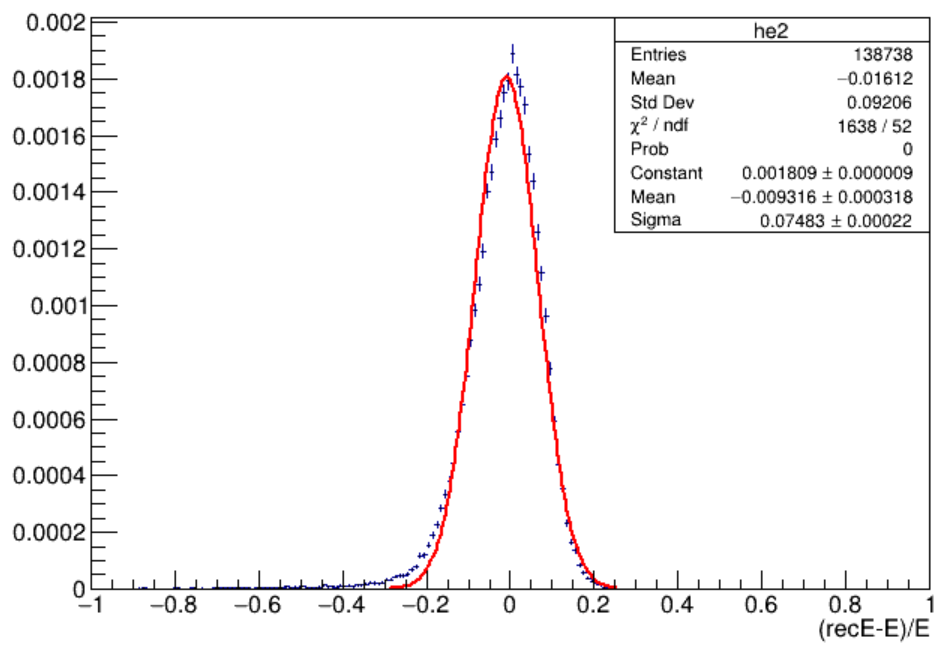 he2
Entries 138738
Mean −0.01612
Std Dev 0.09206
χ² / ndf 1638 / 52
Prob 0
Constant 0.001809 ± 0.000009
Mean −0.009316 ± 0.000318
Sigma 0.07483 ± 0.00022
0.002
0.0018
0.0016
0.0014
0.0012
0.001
0.0008
0.0006
0.0004
0.0002
0
−1 −0.8 −0.6 −0.4 −0.2 0 0.2 0.4 0.6 0.8 1
(recE-E)/E